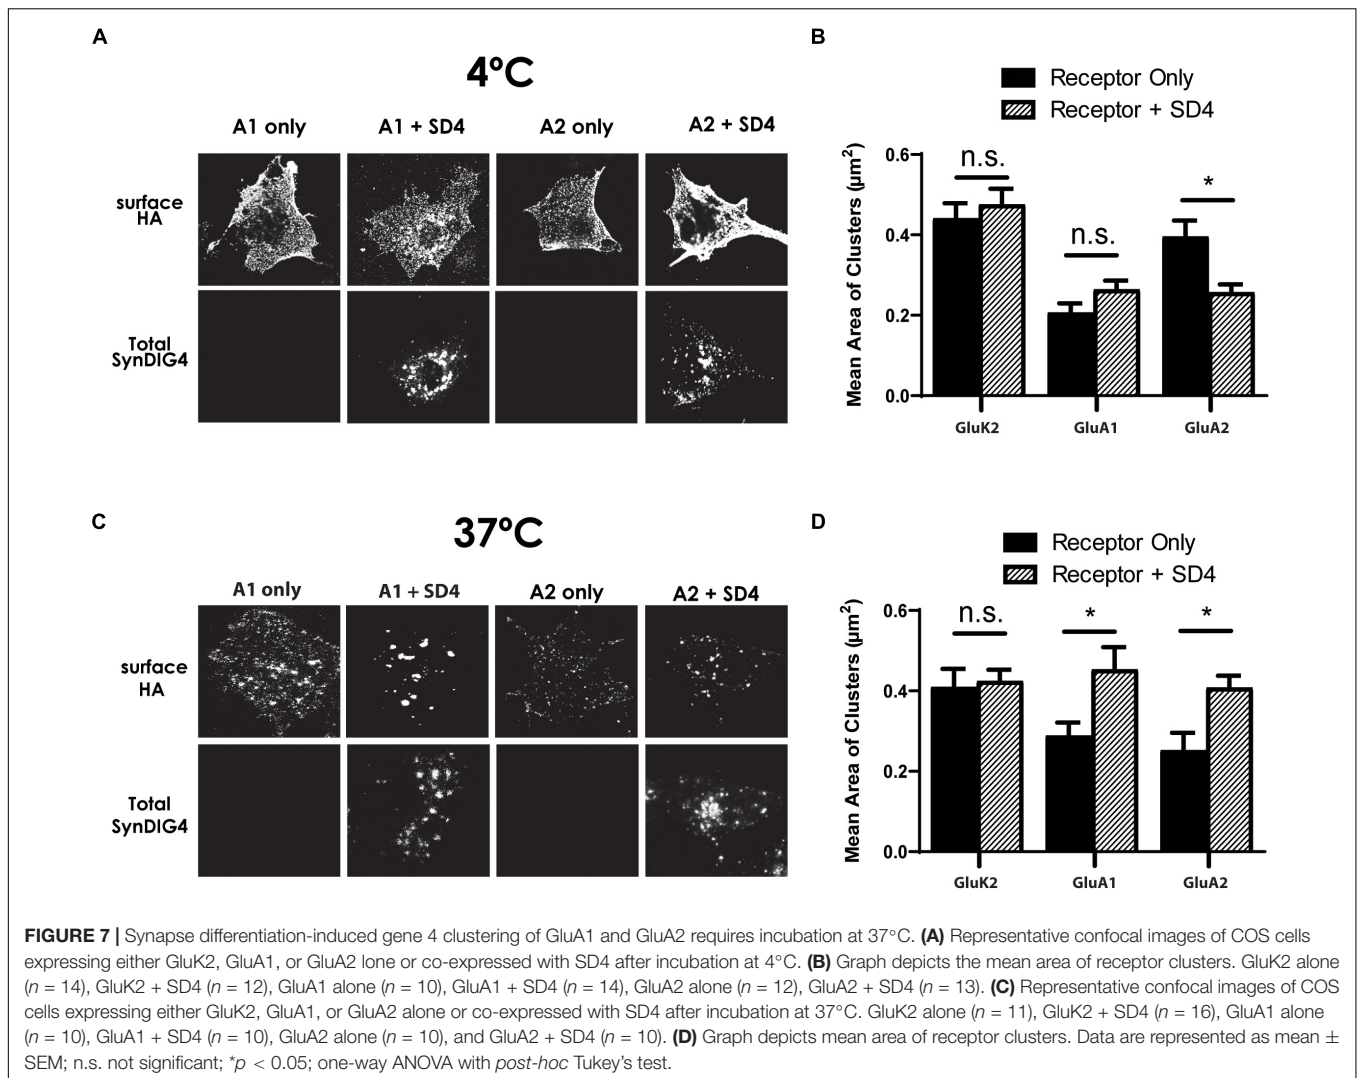 A
4ºC
A1 only
A1 + SD4
A2 only
A2 + SD4
surface
HA
Total
SynDIG4
B
Receptor Only
Receptor + SD4
Mean Area of Clusters (µm²)
0.6
0.4
0.2
0.0
n.s.
n.s.
*
GluK2
GluA1
GluA2
C
37ºC
A1 only
A1 + SD4
A2 only
A2 + SD4
surface
HA
Total
SynDIG4
D
Receptor Only
Receptor + SD4
Mean Area of Clusters (µm²)
0.6
0.4
0.2
0.0
n.s.
*
*
GluK2
GluA1
GluA2
FIGURE 7 | Synapse differentiation-induced gene 4 clustering of GluA1 and GluA2 requires incubation at 37°C. (A) Representative confocal images of COS cells
expressing either GluK2, GluA1, or GluA2 lone or co-expressed with SD4 after incubation at 4°C. (B) Graph depicts the mean area of receptor clusters. GluK2 alone
(n = 14), GluK2 + SD4 (n = 12), GluA1 alone (n = 10), GluA1 + SD4 (n = 14), GluA2 alone (n = 12), GluA2 + SD4 (n = 13). (C) Representative confocal images of COS
cells expressing either GluK2, GluA1, or GluA2 alone or co-expressed with SD4 after incubation at 37°C. GluK2 alone (n = 11), GluK2 + SD4 (n = 16), GluA1 alone
(n = 10), GluA1 + SD4 (n = 10), GluA2 alone (n = 10), and GluA2 + SD4 (n = 10). (D) Graph depicts mean area of receptor clusters. Data are represented as mean ±
SEM; n.s. not significant; *p < 0.05; one-way ANOVA with post-hoc Tukey's test.